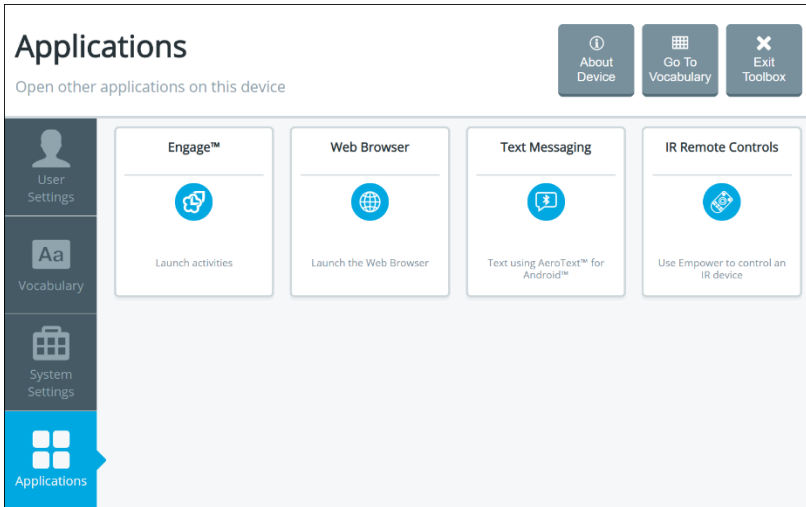 Applications
Open other applications on this device
About
Device
Go To
Vocabulary
Exit
Toolbox
User
Settings
Aa
Vocabulary
System
Settings
Applications
Engage™
Launch activities
Web Browser
Launch the Web Browser
Text Messaging
Text using AeroText™ for
Android™
IR Remote Controls
Use Empower to control an
IR device